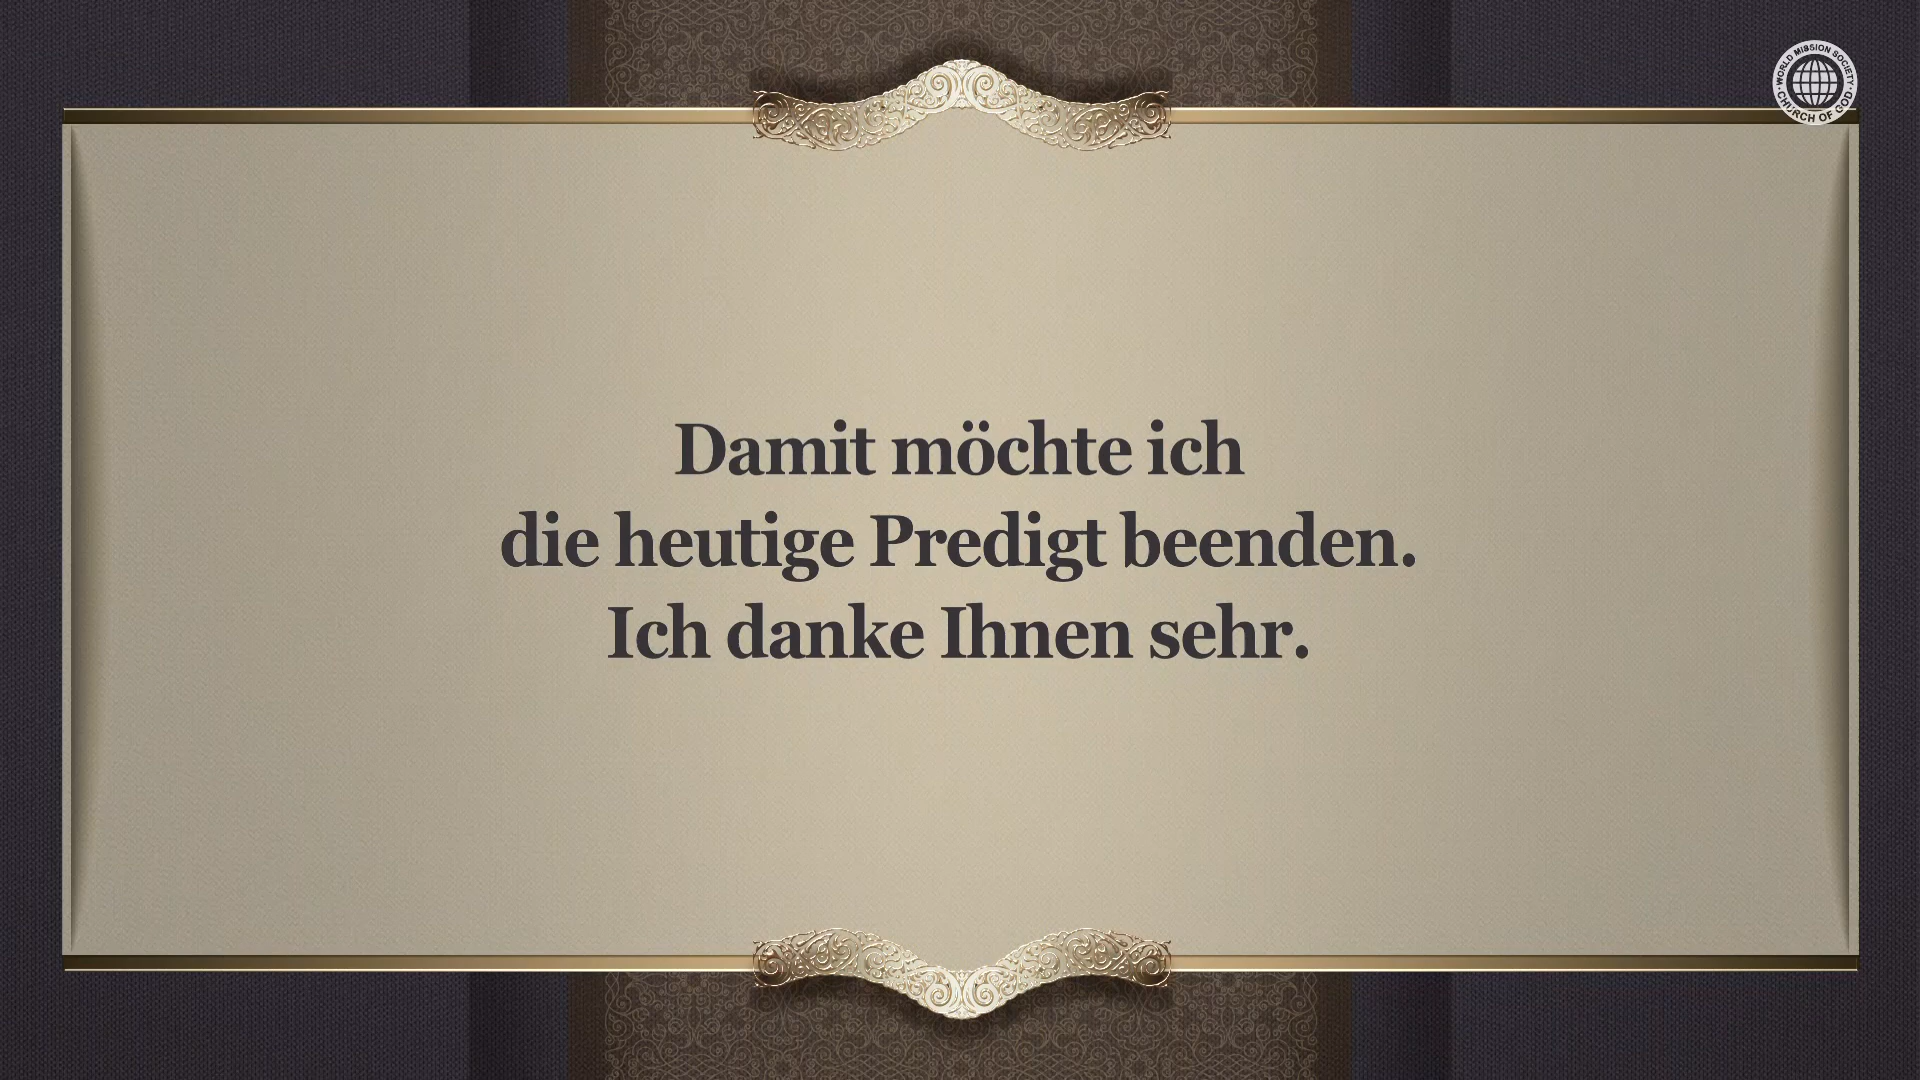 WORLD MISSION SOCIETY
CHURCH OF GOD
Damit möchte ich
die heutige Predigt beenden.
Ich danke Ihnen sehr.